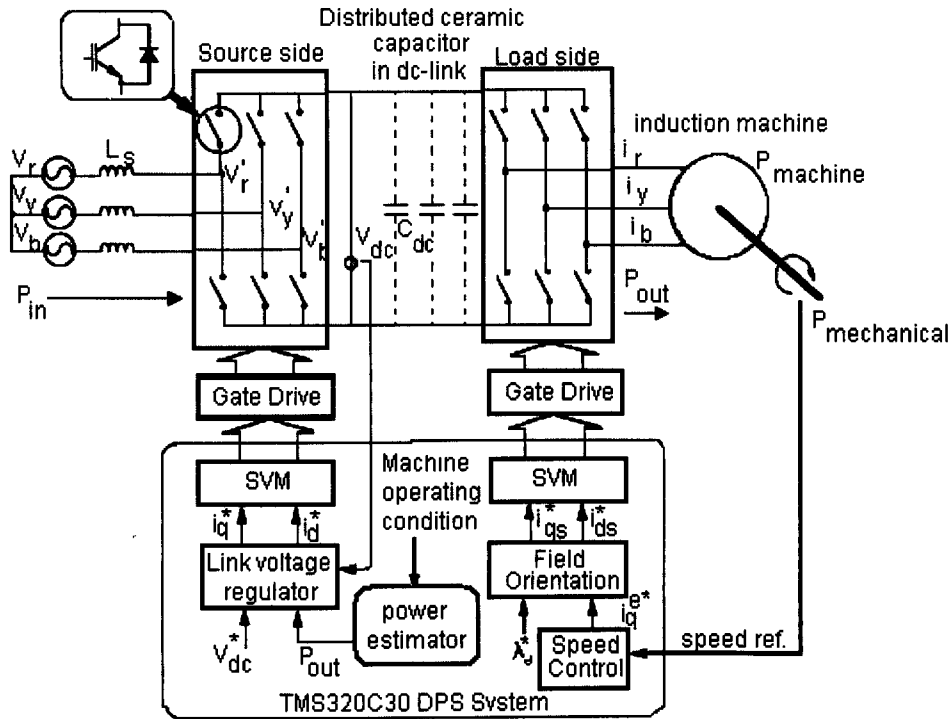 Distributed ceramic
capacitor
in dc-link
Source side
Load side
induction machine
P machine
V_r
L_s
V'_r
V_y
V'_y
V_b
V'_b
V_dc
C_dc
i_r
i_y
i_b
P_in
P_out
P mechanical
Gate Drive
Gate Drive
SVM
SVM
Machine
operating
condition
i_q^*
i_d^*
i_qs^*
i_ds^*
Link voltage
regulator
Field
Orientation
power
estimator
i_q^e*
V_dc^*
P_out
Speed
Control
speed ref.
TMS320C30 DPS System